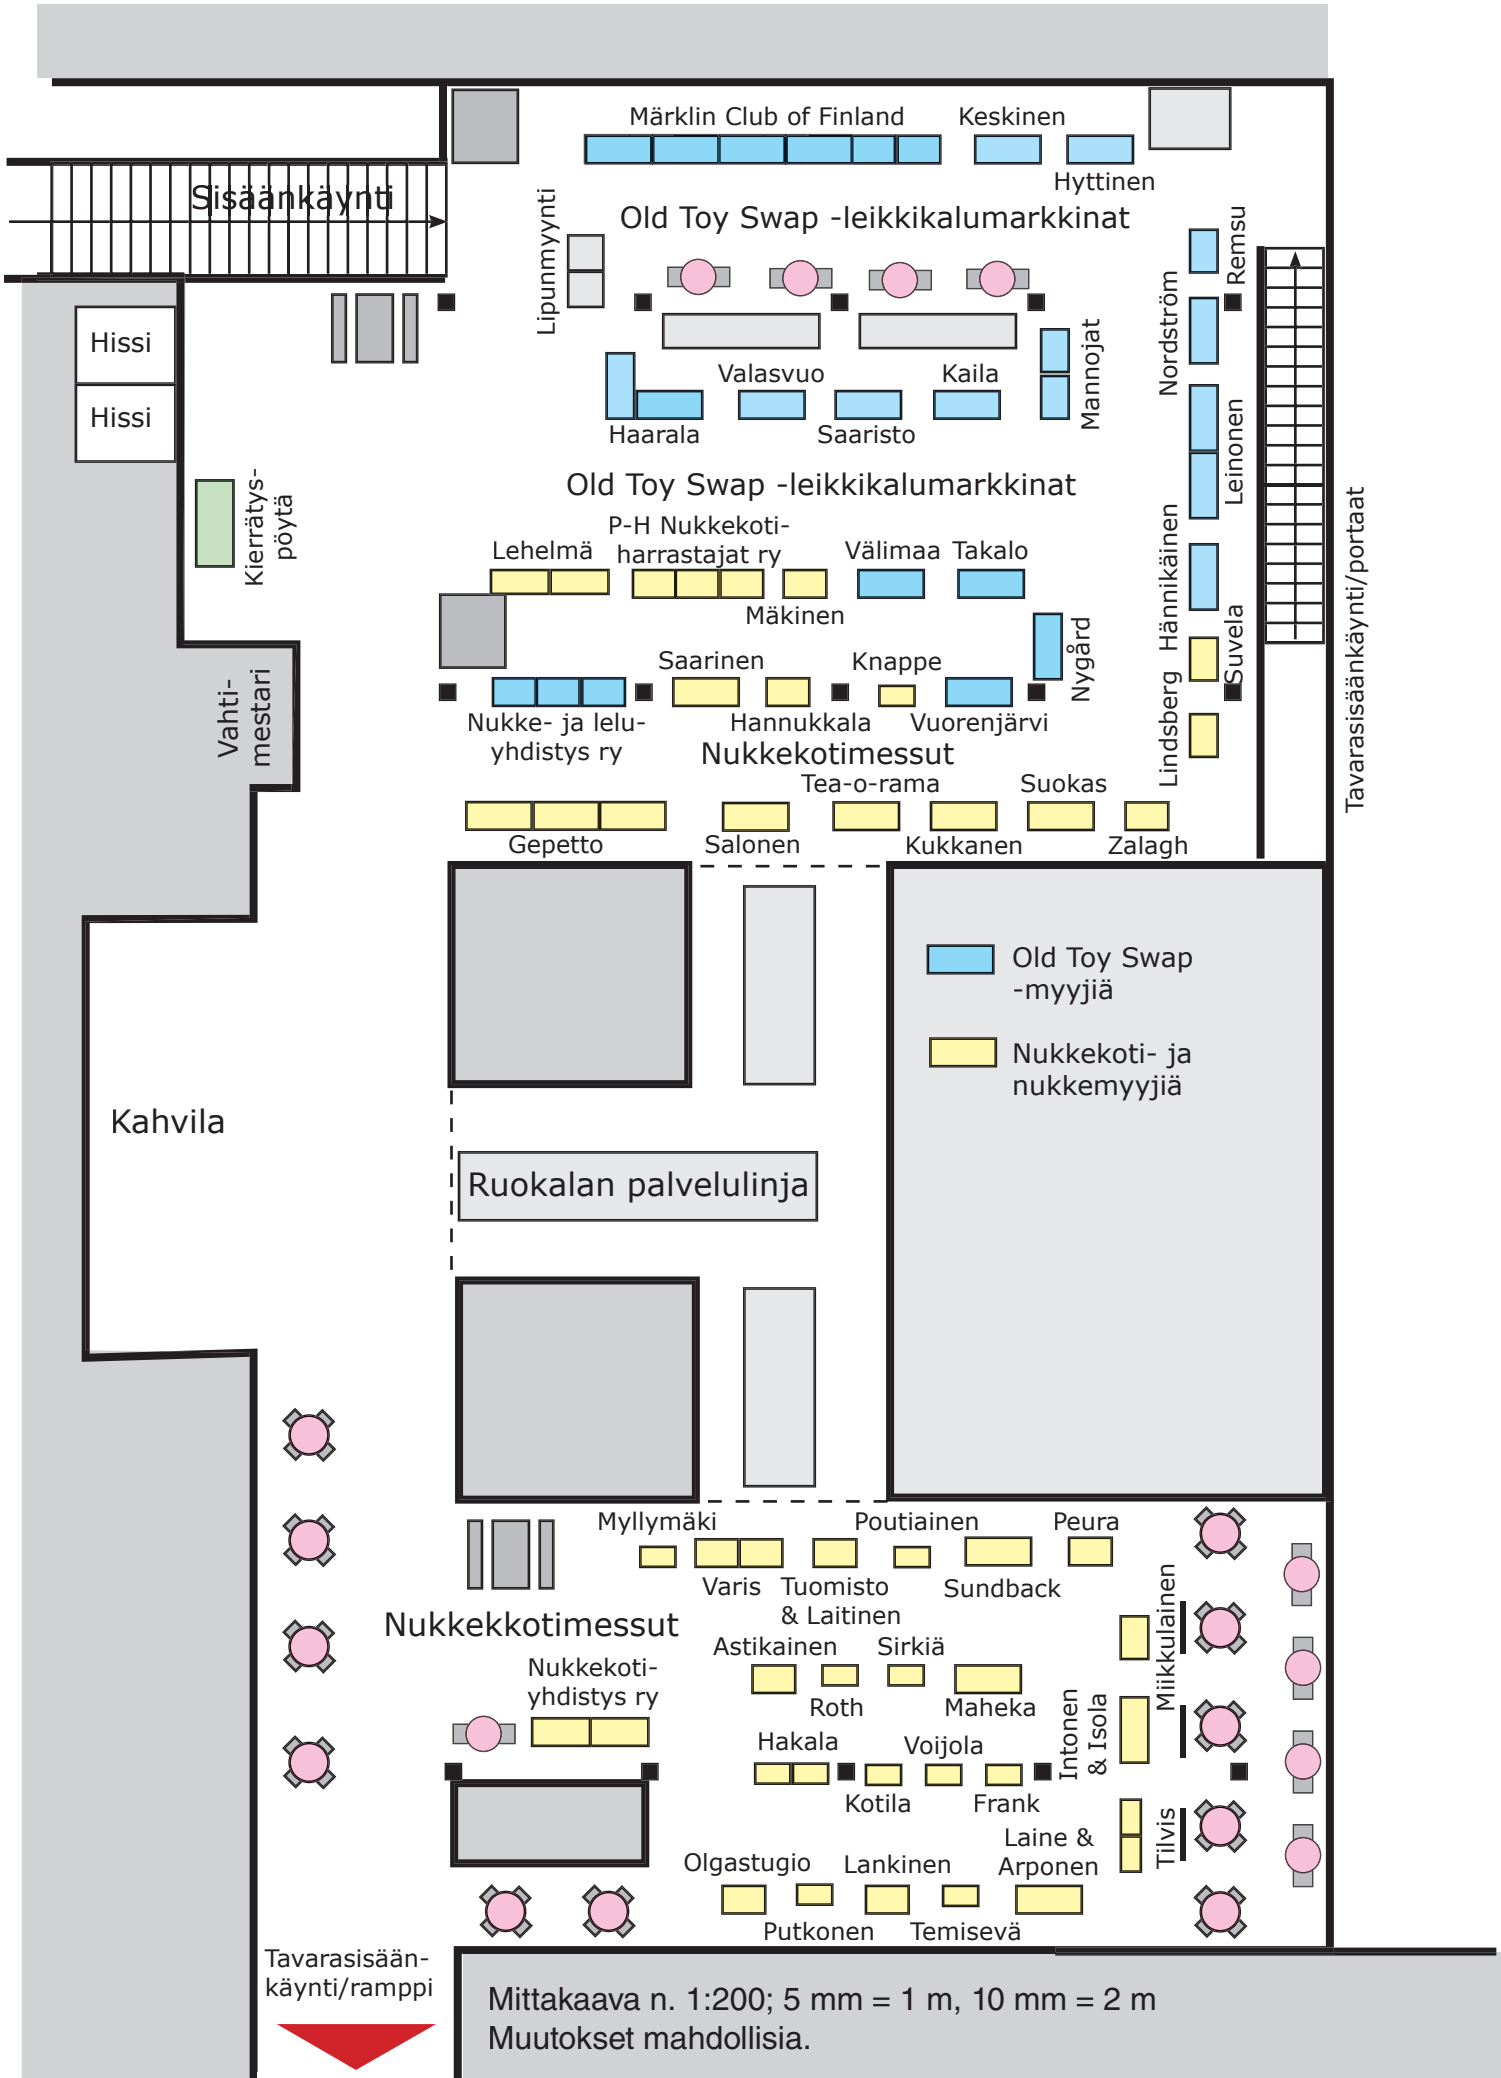 Märklin Club of Finland
Keskinen
Hyttinen
Sisäänkäynti
Lipunmyynti
Old Toy Swap -leikkikalumarkkinat
Remsu
Nordström
Hissi
Hissi
Valasvuo
Kaila
Mannojat
Haarala
Saaristo
Leinonen
Kierrätys-
pöytä
Old Toy Swap -leikkikalumarkkinat
Tavarasisäänkäynti/portaat
Lehelmä
P-H Nukkekoti-
harrastajat ry
Välimaa
Takalo
Hännikäinen
Mäkinen
Nygård
Suvela
Vahti-
mestari
Saarinen
Knappe
Nukke- ja lelu-
yhdistys ry
Hannukkala
Vuorenjärvi
Lindsberg
Nukkekotimessut
Tea-o-rama
Suokas
Gepetto
Salonen
Kukkanen
Zalagh
Old Toy Swap
-myyjiä
Nukkekoti- ja
nukkemyyjiä
Kahvila
Ruokalan palvelulinja
Myllymäki
Poutiainen
Peura
Varis
Tuomisto
& Laitinen
Sundback
Nukkekkotimessut
Miikkulainen
Astikainen
Sirkiä
Nukkekoti-
yhdistys ry
Roth
Maheka
Intonen
& Isola
Hakala
Voijola
Kotila
Frank
Tilvis
Laine &
Arponen
Olgastugio
Lankinen
Putkonen
Temisevä
Tavarasisään-
käynti/ramppi
Mittakaava n. 1:200; 5 mm = 1 m, 10 mm = 2 m
Muutokset mahdollisia.